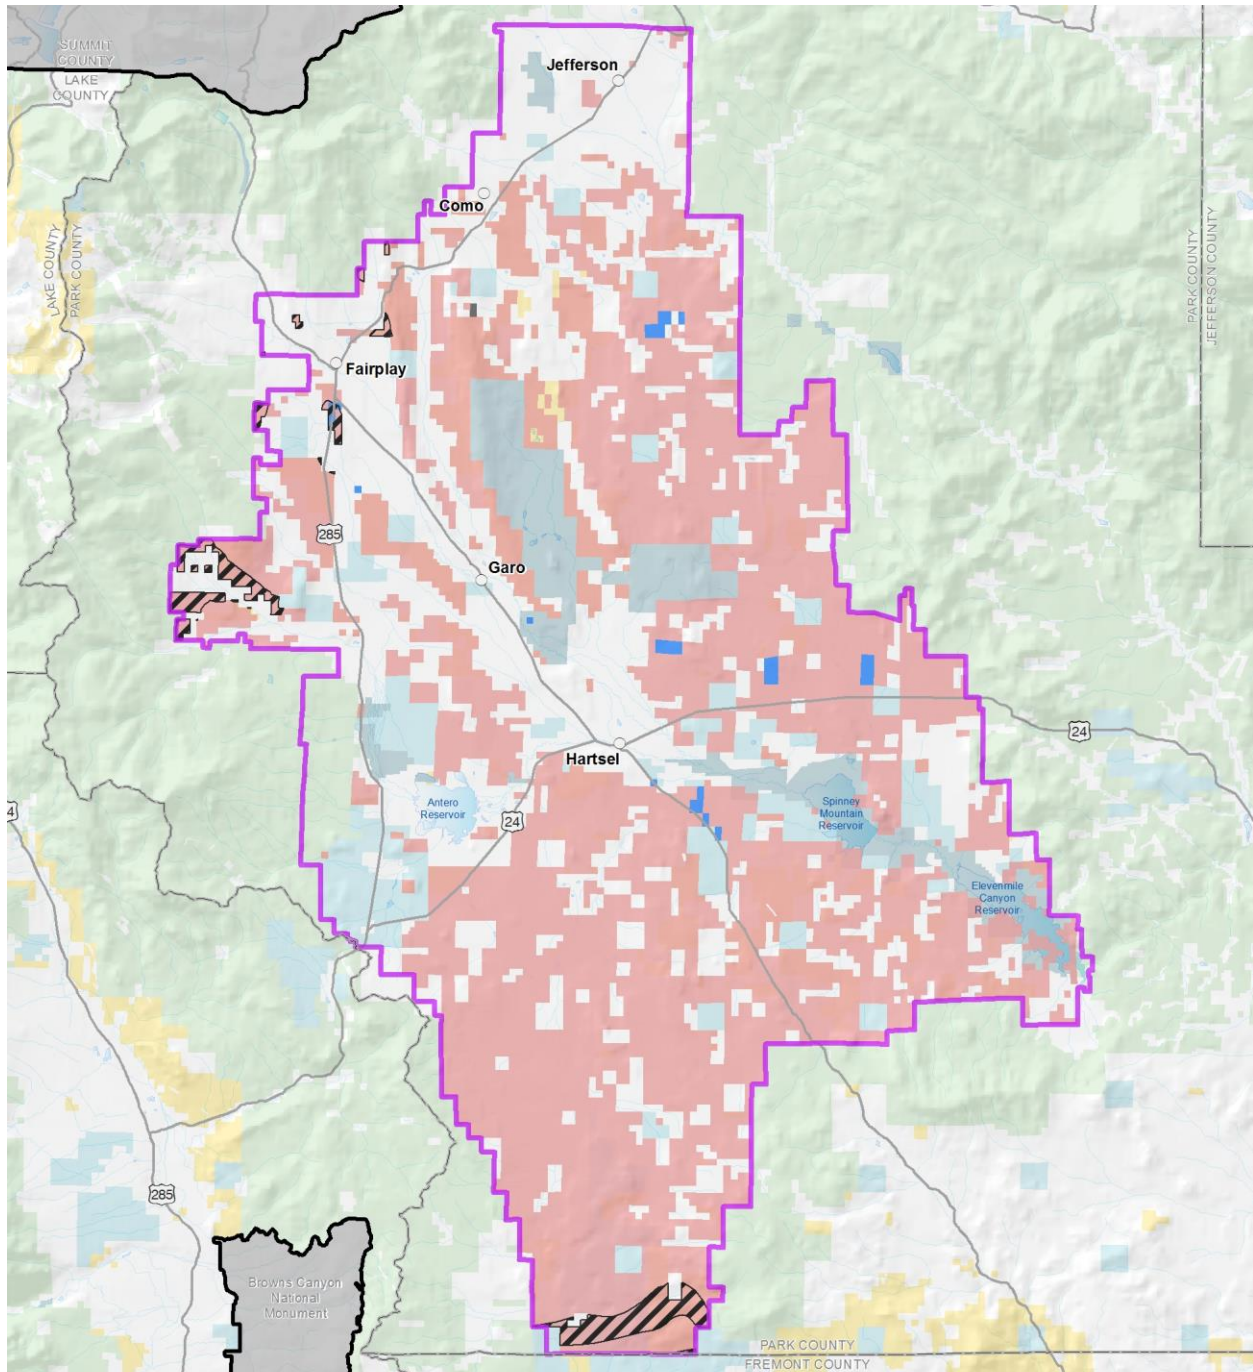 SUMMIT
COUNTY
LAKE
COUNTY
Jefferson
Como
LAKE COUNTY
PARK COUNTY
PARK COUNTY
JEFFERSON COUNTY
Fairplay
285
Garo
Hartsel
24
Antero
Reservoir
24
Spinney
Mountain
Reservoir
4
Elevenmile
Canyon
Reservoir
285
Browns Canyon
National
Monument
PARK COUNTY
FREMONT COUNTY